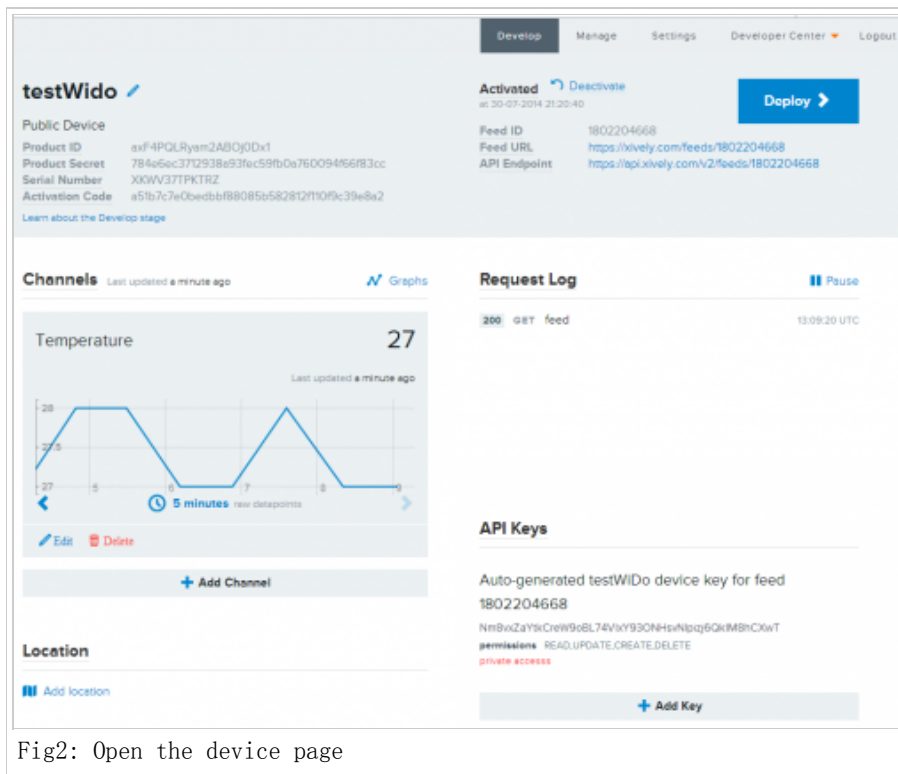 Develop Manage Settings Developer Center Logout
testWido
Public Device
Product ID axF4PQLRyam2ABOj0Dx1
Product Secret 784e6ec3712938a93fec59fb0a760094f66f83cc
Serial Number XKWV37TPKTRZ
Activation Code a51b7c7e0bedbbf88085b582812f110f9c39e8a2
Learn about the Develop stage
Activated Deactivate
at 30-07-2014 21:20:40
Deploy
Feed ID 1802204668
Feed URL https://xively.com/feeds/1802204668
API Endpoint https://api.xively.com/v2/feeds/1802204668
Channels Last updated a minute ago Graphs
Temperature 27
Last updated a minute ago
28
27.5
27 5 6 7 8 9
5 minutes raw datapoints
Edit Delete
Add Channel
Location
Add location
Request Log Pause
200 GET feed 13:09:20 UTC
API Keys
Auto-generated testWIDo device key for feed
1802204668
permissions READ,UPDATE,CREATE,DELETE
private accesss
Add Key
Fig2: Open the device page